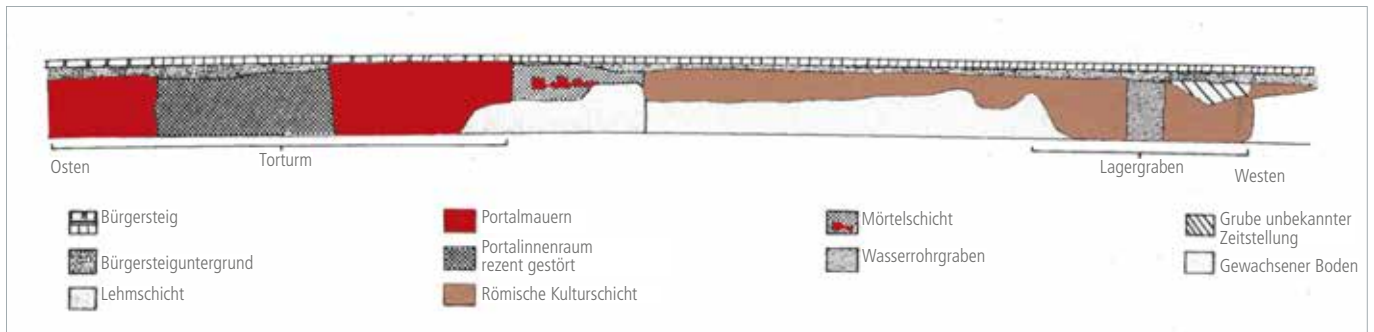 Osten
Torturm
Lagergraben
Westen
Bürgersteig
Bürgersteiguntergrund
Lehmschicht
Portalmauern
Portalinnenraum
rezent gestört
Römische Kulturschicht
Mörtelschicht
Wasserrohrgraben
Grube unbekannter
Zeitstellung
Gewachsener Boden